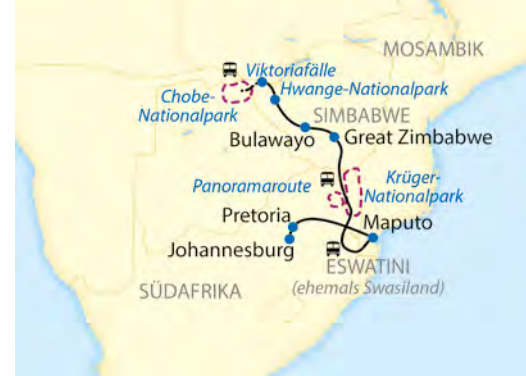 MOSAMBIK
Viktoriafälle
Hwange-Nationalpark
Chobe-
Nationalpark
SIMBABWE
Bulawayo
Great Zimbabwe
Panoramaroute
Krüger-
Nationalpark
Pretoria
Maputo
Johannesburg
ESWATINI
(ehemals Swasiland)
SÜDAFRIKA